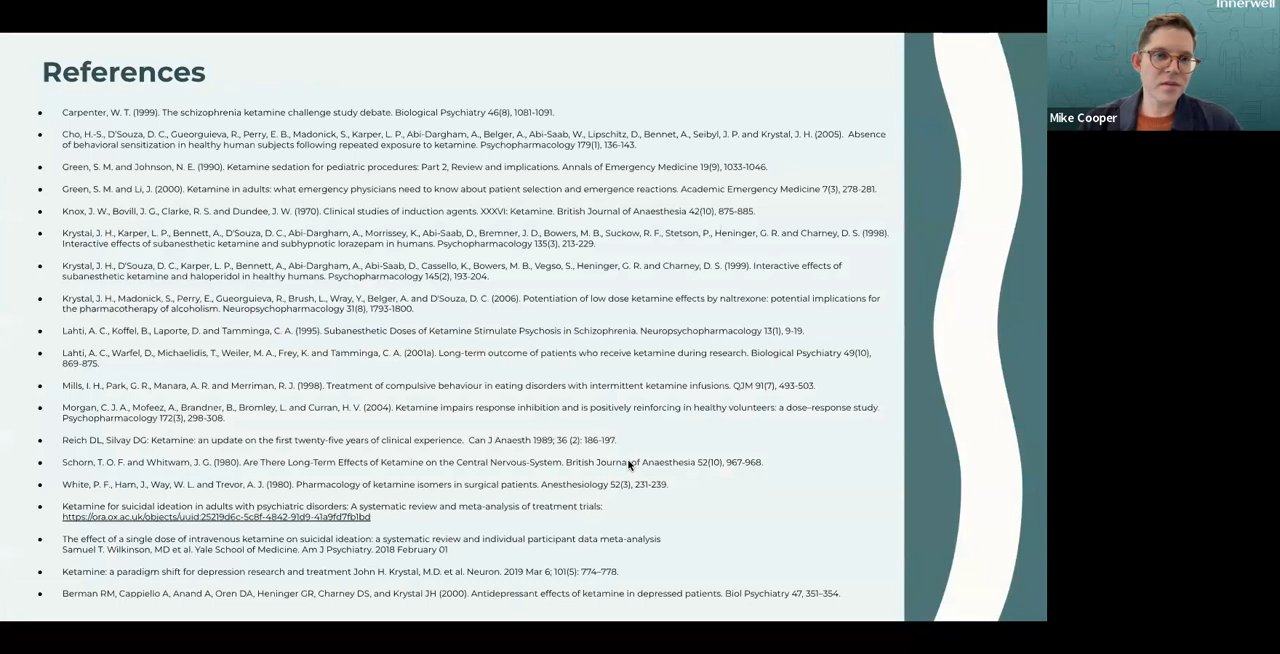 References
Carpenter, W. T. (1999). The schizophrenia ketamine challenge study debate. Biological Psychiatry 46(8), 1081-1091.
Cho, H.-S., D'Souza, D. C., Gueorguieva, R., Perry, E. B., Madonick, S., Karper, L. P., Abi-Dargham, A., Belger, A., Abi-Saab, W., Lipschitz, D., Bennet, A., Seibyl, J. P. and Krystal, J. H. (2005). Absence
of behavioral sensitization in healthy human subjects following repeated exposure to ketamine. Psychopharmacology 179(1), 136-143.
Green, S. M. and Johnson, N. E. (1990). Ketamine sedation for pediatric procedures: Part 2, Review and implications. Annals of Emergency Medicine 19(9), 1033-1046.
Green, S. M. and Li, J. (2000). Ketamine in adults: what emergency physicians need to know about patient selection and emergence reactions. Academic Emergency Medicine 7(3), 278-281.
Knox, J. W., Bovill, J. G., Clarke, R. S. and Dundee, J. W. (1970). Clinical studies of induction agents. XXXVI: Ketamine. British Journal of Anaesthesia 42(10), 875-885.
Krystal, J. H., Karper, L. P., Bennett, A., D'Souza, D. C., Abi-Dargham, A., Morrissey, K., Abi-Saab, D., Bremner, J. D., Bowers, M. B., Suckow, R. F., Stetson, P., Heninger, G. R. and Charney, D. S. (1998).
Interactive effects of subanesthetic ketamine and subhypnotic lorazepam in humans. Psychopharmacology 135(3), 213-229.
Krystal, J. H., D'Souza, D. C., Karper, L. P., Bennett, A., Abi-Dargham, A., Abi-Saab, D., Cassello, K., Bowers, M. B., Vegso, S., Heninger, G. R. and Charney, D. S. (1999). Interactive effects of
subanesthetic ketamine and haloperidol in healthy humans. Psychopharmacology 145(2), 193-204.
Krystal, J. H., Madonick, S., Perry, E., Gueorguieva, R., Brush, L., Wray, Y., Belger, A. and D'Souza, D. C. (2006). Potentiation of low dose ketamine effects by naltrexone: potential implications for
the pharmacotherapy of alcoholism. Neuropsychopharmacology 31(8), 1793-1800.
Lahti, A. C., Koffel, B., Laporte, D. and Tamminga, C. A. (1995). Subanesthetic Doses of Ketamine Stimulate Psychosis in Schizophrenia. Neuropsychopharmacology 13(1), 9-19.
Lahti, A. C., Warfel, D., Michaelidis, T., Weiler, M. A., Frey, K. and Tamminga, C. A. (2001a). Long-term outcome of patients who receive ketamine during research. Biological Psychiatry 49(10),
869-875.
Mills, I. H., Park, G. R., Manara, A. R. and Merriman, R. J. (1998). Treatment of compulsive behaviour in eating disorders with intermittent ketamine infusions. QJM 91(7), 493-503.
Morgan, C. J. A., Mofeez, A., Brandner, B., Bromley, L. and Curran, H. V. (2004). Ketamine impairs response inhibition and is positively reinforcing in healthy volunteers: a dose–response study.
Psychopharmacology 172(3), 298-308.
Reich DL, Silvay DG: Ketamine: an update on the first twenty-five years of clinical experience. Can J Anaesth 1989; 36 (2): 186-197.
Schorn, T. O. F. and Whitwam, J. G. (1980). Are There Long-Term Effects of Ketamine on the Central Nervous-System. British Journal of Anaesthesia 52(10), 967-968.
White, P. F., Ham, J., Way, W. L. and Trevor, A. J. (1980). Pharmacology of ketamine isomers in surgical patients. Anesthesiology 52(3), 231-239.
Ketamine for suicidal ideation in adults with psychiatric disorders: A systematic review and meta-analysis of treatment trials:
https://ora.ox.ac.uk/objects/uuid:25219d6c-5c8f-4842-91d9-41a9fd7fb1bd
The effect of a single dose of intravenous ketamine on suicidal ideation: a systematic review and individual participant data meta-analysis
Samuel T. Wilkinson, MD et al. Yale School of Medicine. Am J Psychiatry. 2018 February 01
Ketamine: a paradigm shift for depression research and treatment John H. Krystal, M.D. et al. Neuron. 2019 Mar 6; 101(5): 774–778.
Berman RM, Cappiello A, Anand A, Oren DA, Heninger GR, Charney DS, and Krystal JH (2000). Antidepressant effects of ketamine in depressed patients. Biol Psychiatry 47, 351–354.
Innerwell
Mike Cooper